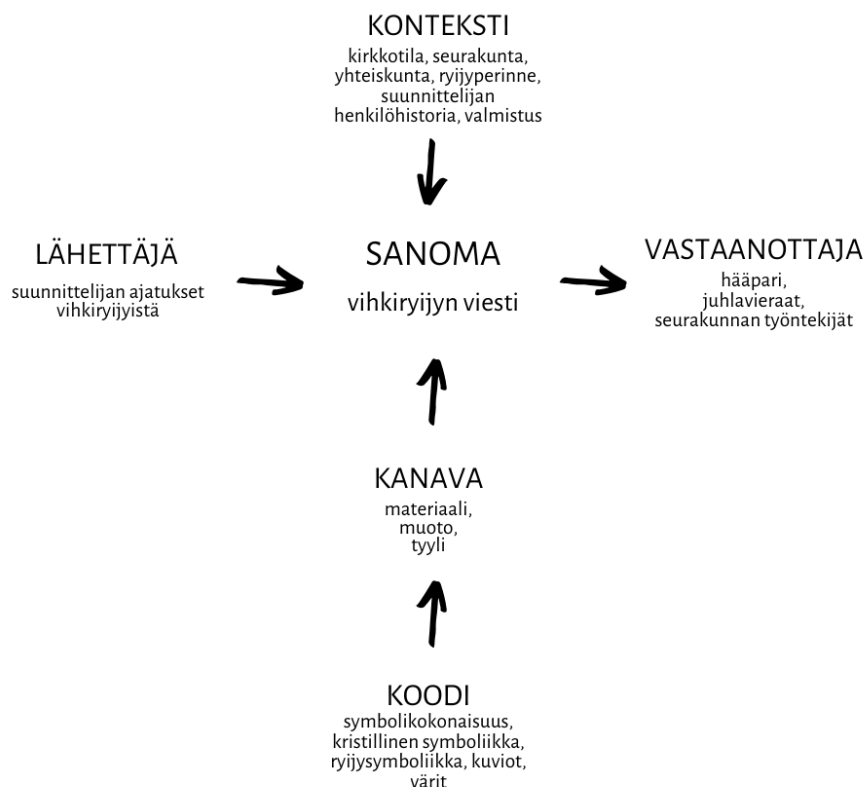 KONTEKSTI
kirkkotila, seurakunta,
yhteiskunta, ryijyperinne,
suunnittelijan
henkilöhistoria, valmistus
LÄHETTÄJÄ
suunnittelijan ajatukset
vihkiryijyistä
SANOMA
vihkiryijyn viesti
VASTAANOTTAJA
hääpari,
juhlavieraat,
seurakunnan työntekijät
KANAVA
materiaali,
muoto,
tyyli
KOODI
symbolikokonaisuus,
kristillinen symboliikka,
ryijysymboliikka, kuviot,
värit